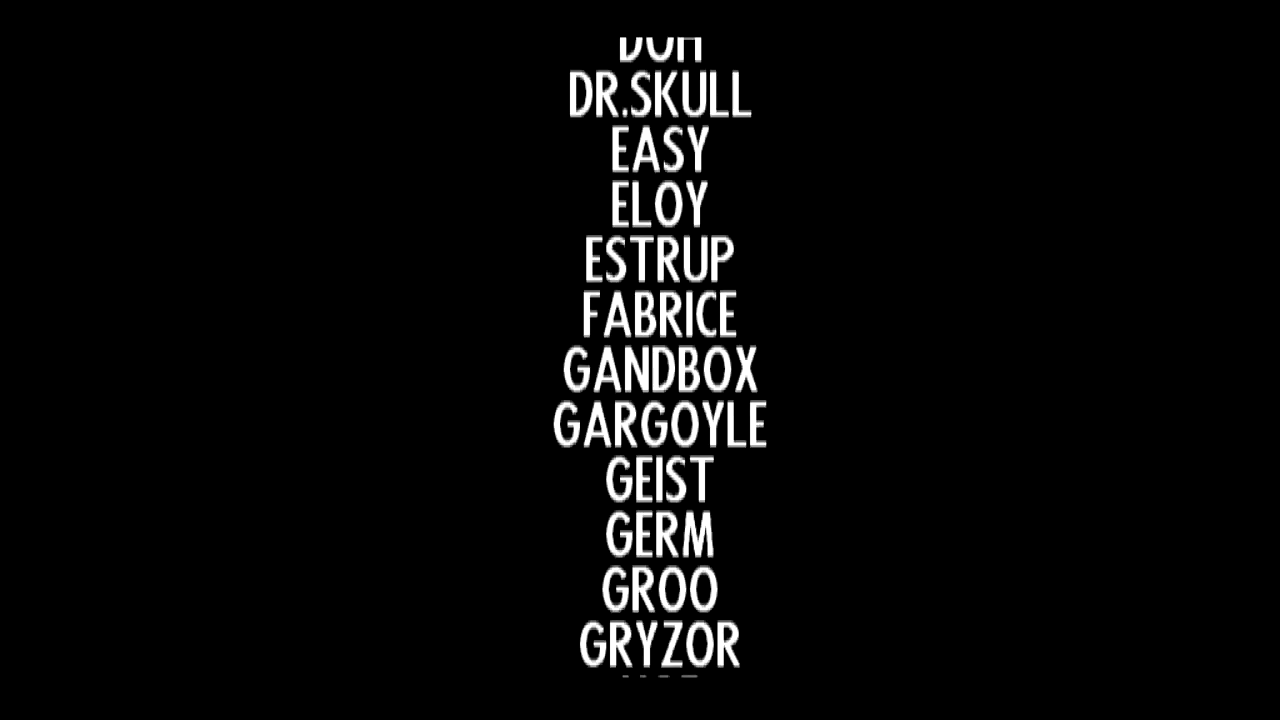 DR.SKULL
EASY
ELOY
ESTRUP
FABRICE
GANDBOX
GARGOYLE
GEIST
GERM
GROO
GRYZOR